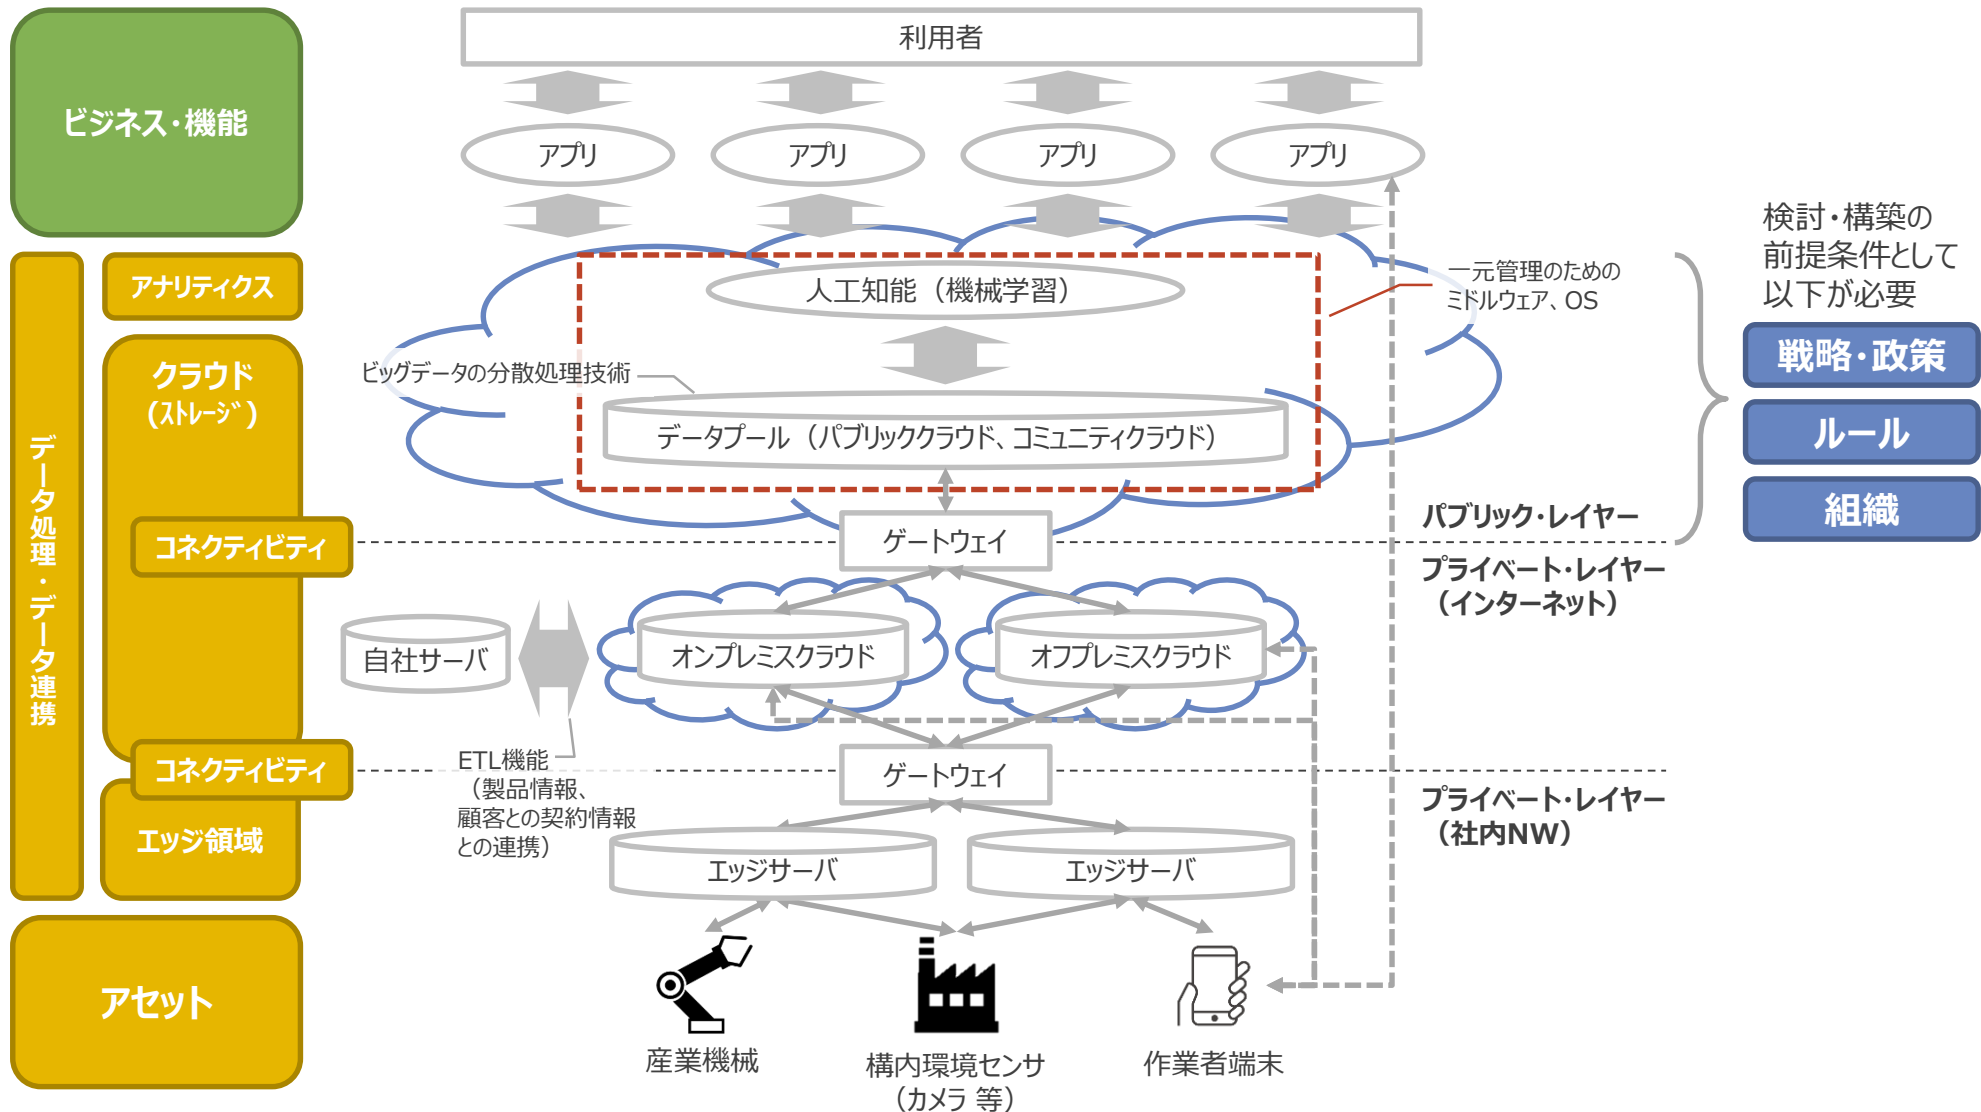 利用者
ビジネス・機能
アプリ
アプリ
アプリ
アプリ
検討・構築の
前提条件として
以下が必要
戦略・政策
ルール
組織
データ処理・データ連携
アナリティクス
人工知能（機械学習）
一元管理のための
ミドルウェア、OS
クラウド
(ｽﾄﾚｰｼﾞ)
ビッグデータの分散処理技術
データプール（パブリッククラウド、コミュニティクラウド）
コネクティビティ
ゲートウェイ
パブリック・レイヤー
プライベート・レイヤー
（インターネット）
自社サーバ
オンプレミスクラウド
オフプレミスクラウド
コネクティビティ
ETL機能
（製品情報、
顧客との契約情報
との連携）
ゲートウェイ
プライベート・レイヤー
（社内NW）
エッジ領域
エッジサーバ
エッジサーバ
アセット
産業機械
構内環境センサ
（カメラ 等）
作業者端末